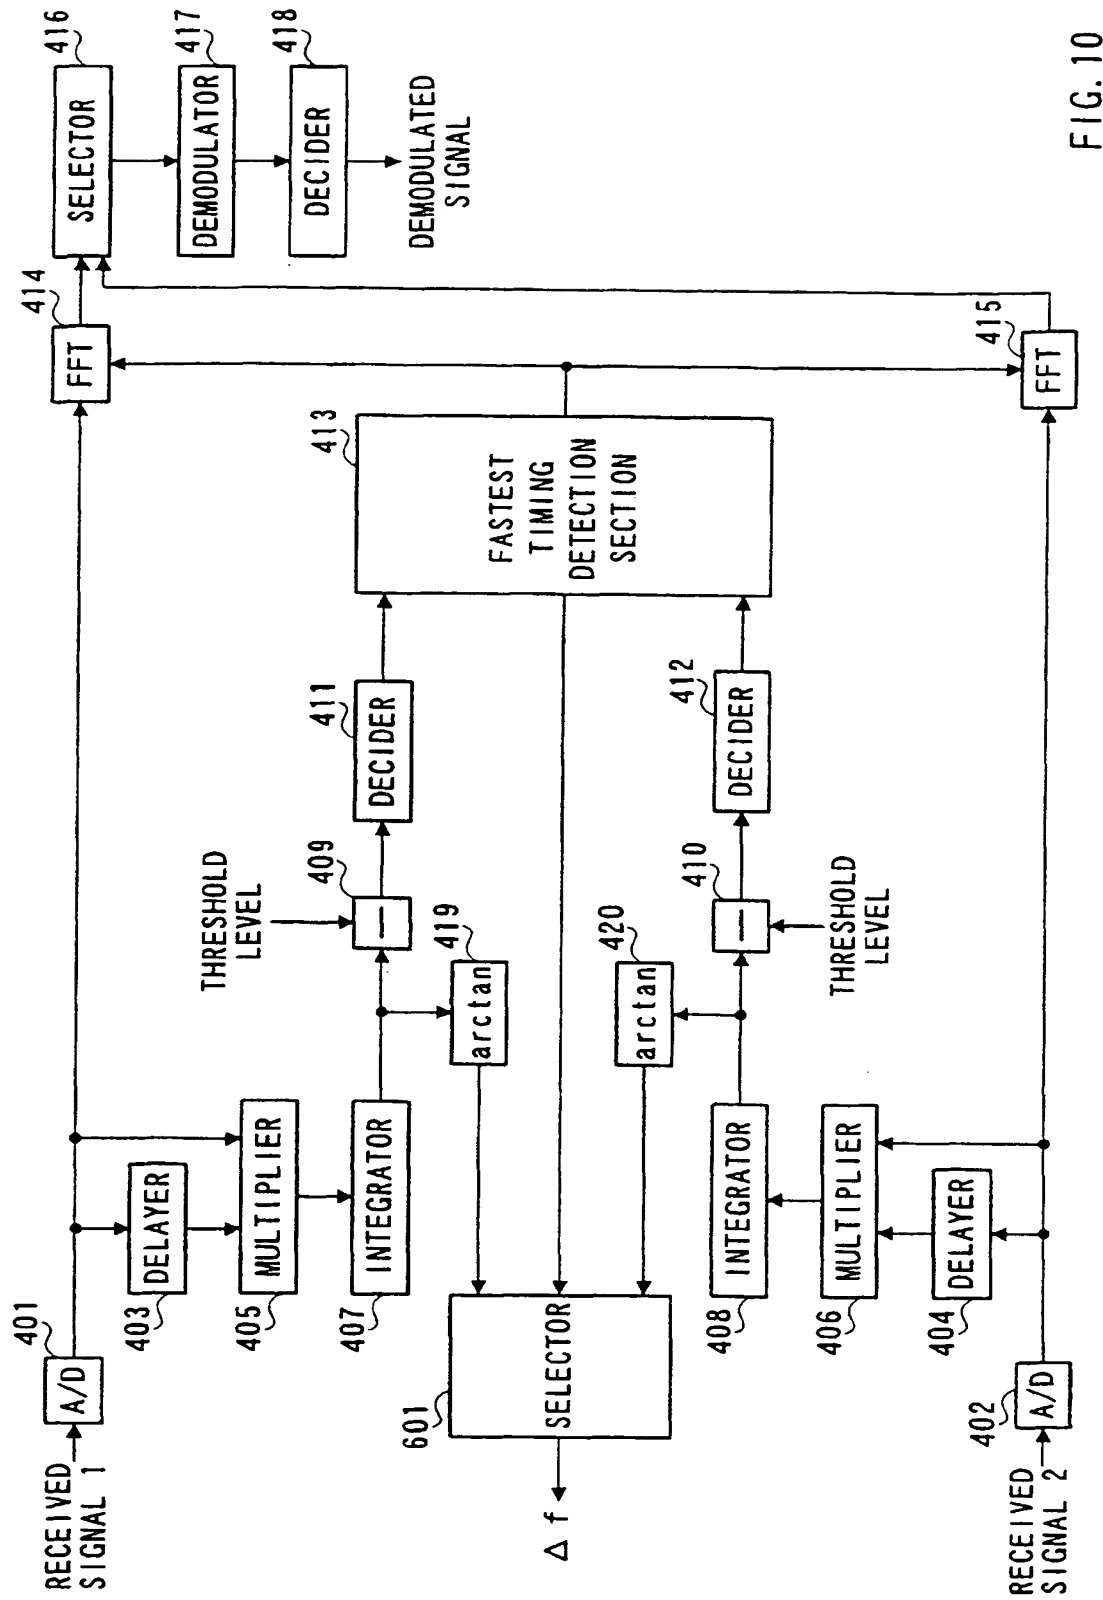 RECEIVED
SIGNAL 1
A/D
401
DELAYER
403
MULTIPLIER
405
INTEGRATOR
407
THRESHOLD
LEVEL
409
—
arctan
419
DECIDER
411
FASTEST
TIMING
DETECTION
SECTION
413
FFT
414
SELECTOR
416
DEMODULATOR
417
DECIDER
418
DEMODULATED
SIGNAL
Δ f
SELECTOR
601
arctan
420
INTEGRATOR
408
MULTIPLIER
406
DELAYER
404
—
410
THRESHOLD
LEVEL
DECIDER
412
RECEIVED
SIGNAL 2
A/D
402
FFT
415
FIG. 10